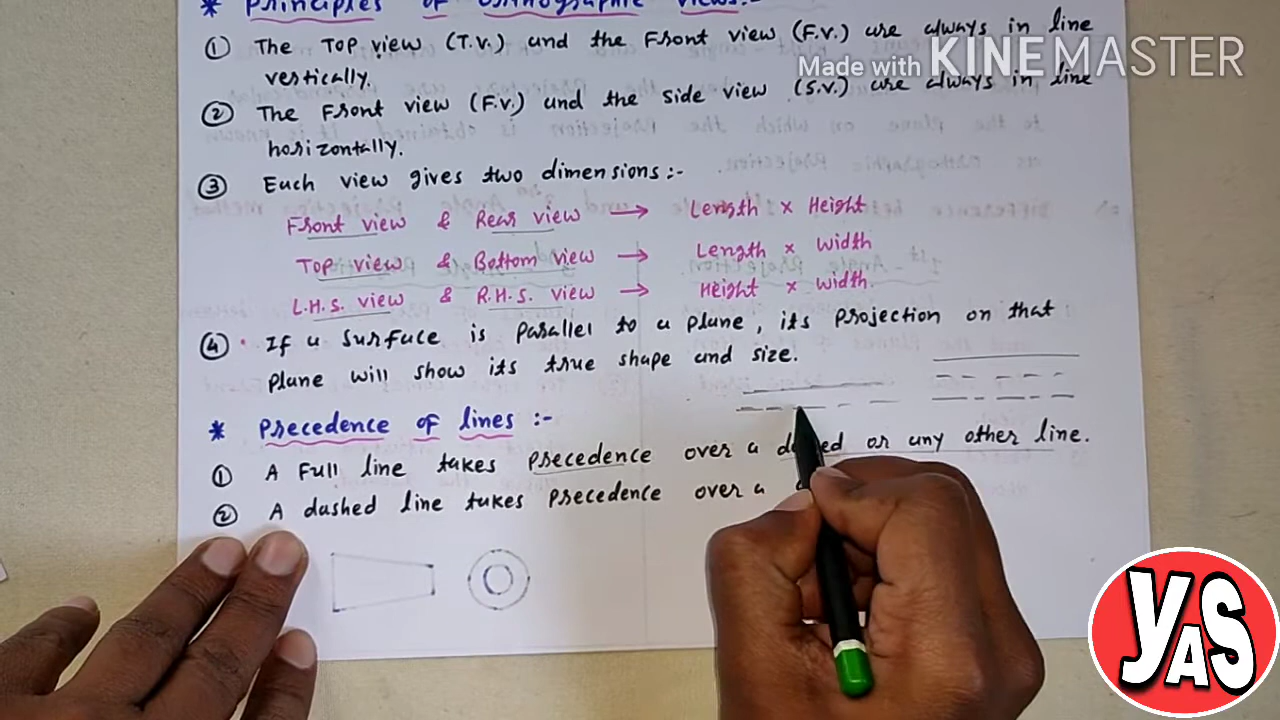 * Principles of Orthographic views:-
① The Top view (T.V.) and the Front view (F.V.) are always in line
vertically.
② The Front view (F.V.) and the side view (S.V.) are always in line
horizontally.
③ Each view gives two dimensions :-
Front view & Rear view → Length × Height
Top view & Bottom view → Length × width
L.H.S. view & R.H.S. view → Height × width.
④ If a surface is parallel to a plane, its projection on that
plane will show its true shape and size.
* Precedence of lines :-
① A Full line takes precedence over a or any other line.
② A dashed line takes precedence over a
Made with KINEMASTER
YAS